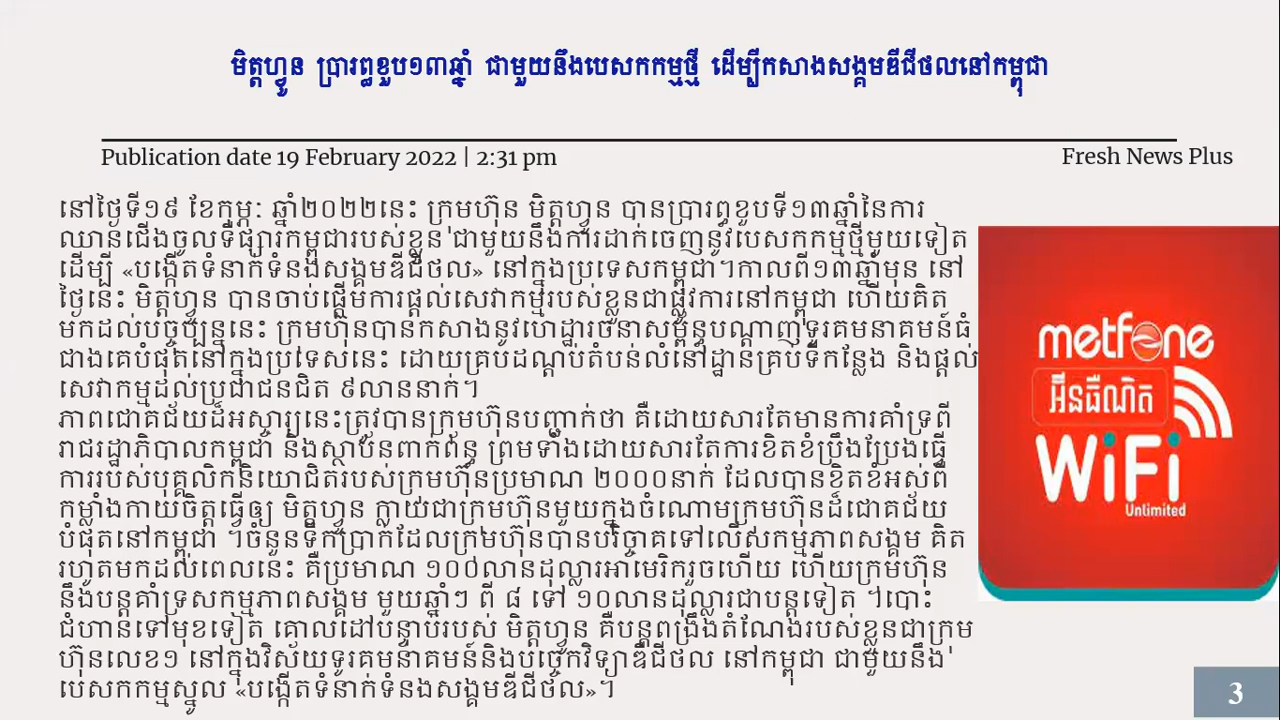 មិត្តហ្វូន ប្រារព្ធខួប១៣ឆ្នាំ ជាមួយនឹងបេសកកម្មថ្មី ដើម្បីកសាងសង្គមឌីជីថលនៅកម្ពុជា
Publication date 19 February 2022 | 2:31 pm
Fresh News Plus
នៅថ្ងៃទី១៩ ខែកុម្ភៈ ឆ្នាំ២០២២នេះ ក្រុមហ៊ុន មិត្តហ្វូន បានប្រារព្ធខួបទី១៣ឆ្នាំនៃការ
ឈានជើងចូលទីផ្សារកម្ពុជារបស់ខ្លួន ជាមួយនឹងការដាក់ចេញនូវបេសកកម្មថ្មីមួយទៀត
ដើម្បី «បង្កើតទំនាក់ទំនងសង្គមឌីជីថល» នៅក្នុងប្រទេសកម្ពុជា។កាលពី១៣ឆ្នាំមុន នៅ
ថ្ងៃនេះ មិត្តហ្វូន បានចាប់ផ្តើមការផ្តល់សេវាកម្មរបស់ខ្លួនជាផ្លូវការនៅកម្ពុជា ហើយគិត
មកដល់បច្ចុប្បន្ននេះ ក្រុមហ៊ុនបានកសាងនូវហេដ្ឋារចនាសម្ព័ន្ធបណ្តាញទូរគមនាគមន៍ធំ
ជាងគេបំផុតនៅក្នុងប្រទេសនេះ ដោយគ្របដណ្តប់តំបន់លំនៅដ្ឋានគ្រប់ទីកន្លែង និងផ្តល់
សេវាកម្មដល់ប្រជាជនជិត ៩លាននាក់។
ភាពជោគជ័យដ៏អស្ចារ្យនេះត្រូវបានក្រុមហ៊ុនបញ្ជាក់ថា គឺដោយសារតែមានការគាំទ្រពី
រាជរដ្ឋាភិបាលកម្ពុជា និងស្ថាប័នពាក់ព័ន្ធ ព្រមទាំងដោយសារតែការខិតខំប្រឹងប្រែងធ្វើ
ការរបស់បុគ្គលិកនិយោជិតរបស់ក្រុមហ៊ុនប្រមាណ ២០០០នាក់ ដែលបានខិតខំអស់ពី
កម្លាំងកាយចិត្តធ្វើឲ្យ មិត្តហ្វូន ក្លាយជាក្រុមហ៊ុនមួយក្នុងចំណោមក្រុមហ៊ុនដ៏ជោគជ័យ
បំផុតនៅកម្ពុជា ។ចំនួនទឹកប្រាក់ដែលក្រុមហ៊ុនបានបរិច្ចាគទៅលើសកម្មភាពសង្គម គិត
រហូតមកដល់ពេលនេះ គឺប្រមាណ ១០០លានដុល្លារអាមេរិករួចហើយ ហើយក្រុមហ៊ុន
នឹងបន្តគាំទ្រសកម្មភាពសង្គម មួយឆ្នាំៗ ពី ៨ ទៅ ១០លានដុល្លារជាបន្តទៀត ។បោះ
ជំហានទៅមុខទៀត គោលដៅបន្ទាប់របស់ មិត្តហ្វូន គឺបន្តពង្រឹងតំណែងរបស់ខ្លួនជាក្រុម
ហ៊ុនលេខ១ នៅក្នុងវិស័យទូរគមនាគមន៍និងបច្ចេកវិទ្យាឌីជីថល នៅកម្ពុជា ជាមួយនឹង
បេសកកម្មស្នូល «បង្កើតទំនាក់ទំនងសង្គមឌីជីថល»។
metfone
អ៊ីនធឺណិត
WiFi
Unlimited
3